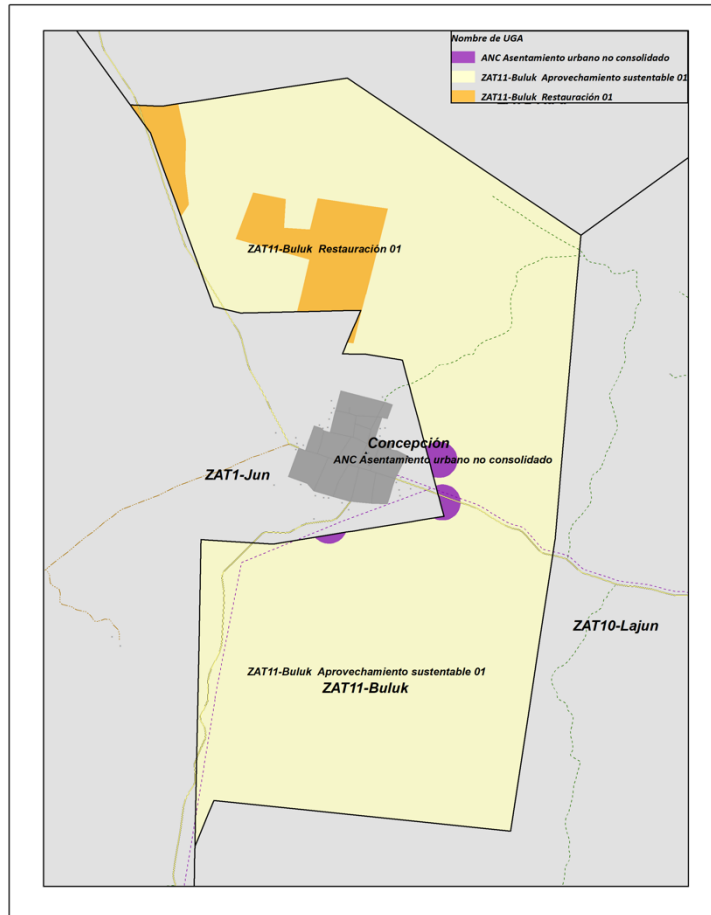 Nombre de UGA
ANC Asentamiento urbano no consolidado
ZAT11-Buluk Aprovechamiento sustentable 01
ZAT11-Buluk Restauración 01
ZAT11-Buluk Restauración 01
Concepción
ANC Asentamiento urbano no consolidado
ZAT1-Jun
ZAT10-Lajun
ZAT11-Buluk Aprovechamiento sustentable 01
ZAT11-Buluk